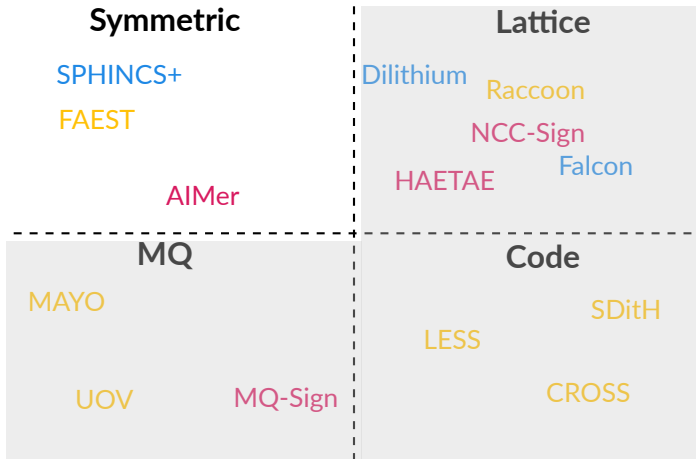 Symmetric
SPHINCS+
FAEST
AIMer
Lattice
Dilithium
Raccoon
NCC-Sign
Falcon
HAETAE
MQ
MAYO
UOV
MQ-Sign
Code
SDitH
LESS
CROSS